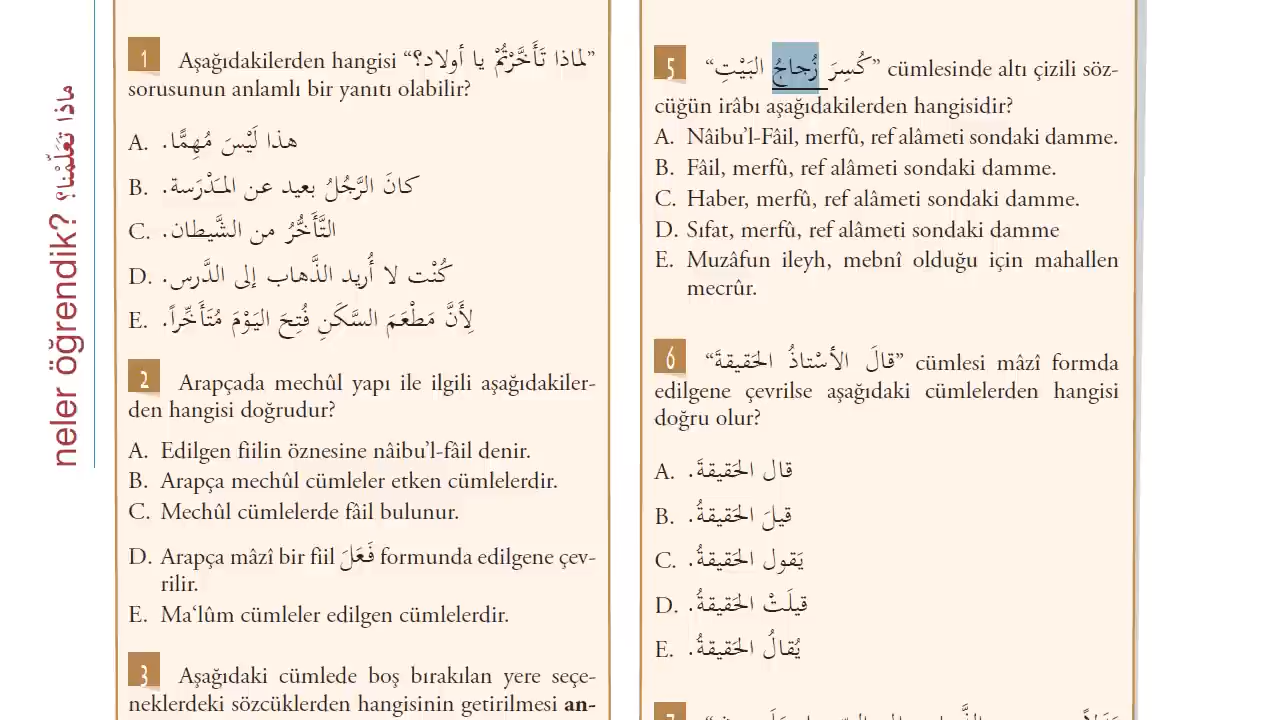 ماذا تَعَلَّمْنا؟
neler öğrendik?
1 Aşağıdakilerden hangisi “لماذا تَأَخَّرْتُمْ يا أولاد؟”
sorusunun anlamlı bir yanıtı olabilir?
A. هذا لَيْسَ مُهِمًّا.
B. كانَ الرَّجُلُ بعيد عن المَدْرَسة.
C. التَّأَخُّرُ من الشَّيطان.
D. كُنْت لا أُريد الذَّهاب إلى الدَّرس.
E. لِأَنَّ مَطْعَمَ السَّكَنِ فُتِحَ اليَوْمَ مُتَأَخِّراً.
2 Arapçada mechûl yapı ile ilgili aşağıdakiler-
den hangisi doğrudur?
A. Edilgen fiilin öznesine nâibu’l-fâil denir.
B. Arapça mechûl cümleler etken cümlelerdir.
C. Mechûl cümlelerde fâil bulunur.
D. Arapça mâzî bir fiil فَعَلَ formunda edilgene çev-
rilir.
E. Ma‘lûm cümleler edilgen cümlelerdir.
3 Aşağıdaki cümlede boş bırakılan yere seçe-
neklerdeki sözcüklerden hangisinin getirilmesi an-
5 “كُسِرَ زُجاجُ البَيْتِ” cümlesinde altı çizili söz-
cüğün irâbı aşağıdakilerden hangisidir?
A. Nâibu’l-Fâil, merfû, ref alâmeti sondaki damme.
B. Fâil, merfû, ref alâmeti sondaki damme.
C. Haber, merfû, ref alâmeti sondaki damme.
D. Sıfat, merfû, ref alâmeti sondaki damme
E. Muzâfun ileyh, mebnî olduğu için mahallen
mecrûr.
6 “قالَ الأسْتاذُ الحَقيقةَ” cümlesi mâzî formda
edilgene çevrilse aşağıdaki cümlelerden hangisi
doğru olur?
A. قال الحَقيقةَ.
B. قيلَ الحَقيقةُ.
C. يَقول الحَقيقةُ.
D. قيلَتْ الحَقيقةُ.
E. يُقالُ الحَقيقةُ.
7